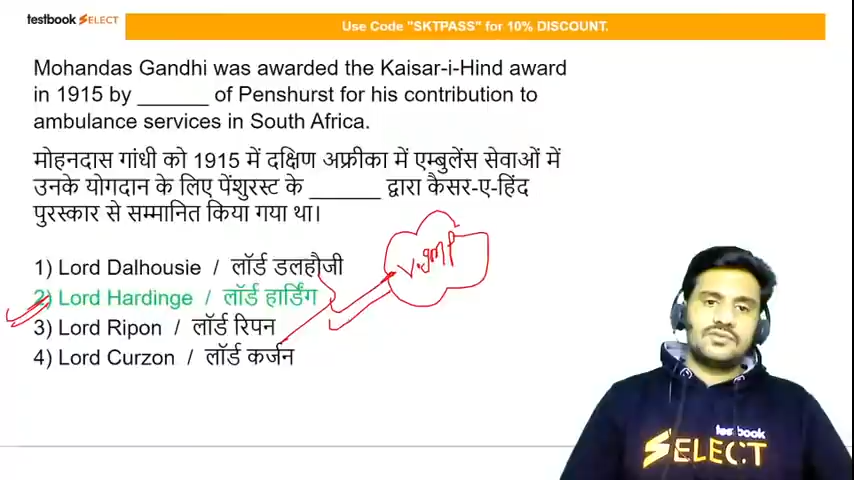 testbook SELECT
Use Code "SKTPASS" for 10% DISCOUNT.
Mohandas Gandhi was awarded the Kaisar-i-Hind award
in 1915 by ______ of Penshurst for his contribution to
ambulance services in South Africa.
मोहनदास गांधी को 1915 में दक्षिण अफ्रीका में एम्बुलेंस सेवाओं में
उनके योगदान के लिए पेंशुरस्ट के ______ द्वारा कैसर-ए-हिंद
पुरस्कार से सम्मानित किया गया था।
V.gmp
1) Lord Dalhousie / लॉर्ड डलहौजी
2) Lord Hardinge / लॉर्ड हार्डिंग
3) Lord Ripon / लॉर्ड रिपन
4) Lord Curzon / लॉर्ड कर्जन
testbook
SELECT